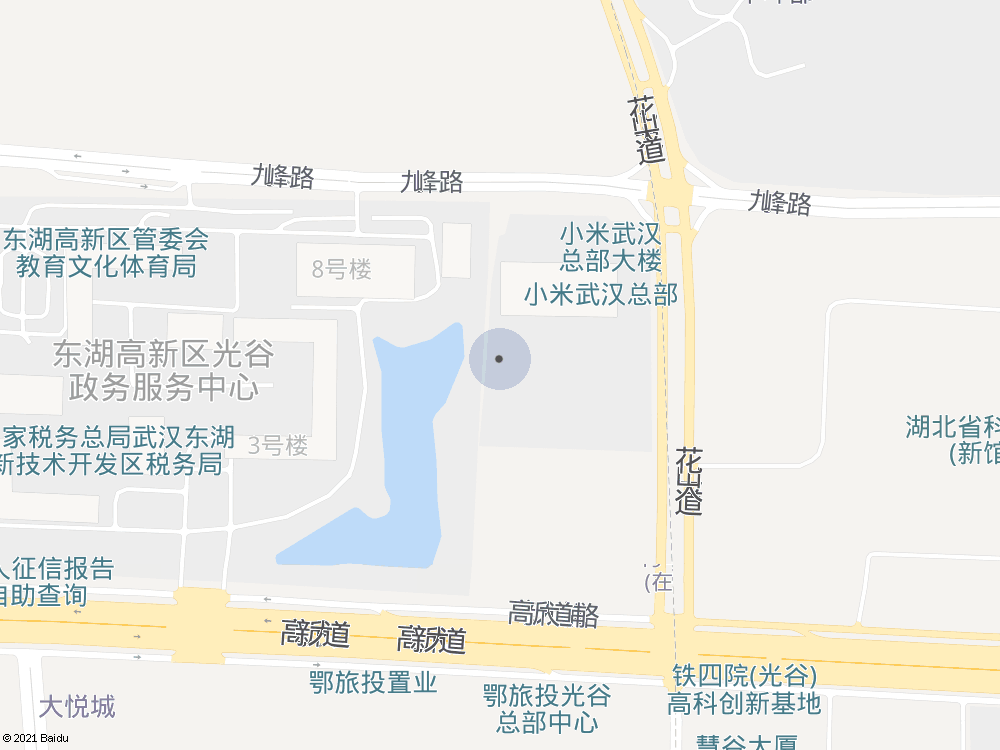 花山大道
九峰路
九峰路
九峰路
小米武汉
总部大楼
小米武汉总部
东湖高新区管委会
教育文化体育局
8号楼
东湖高新区光谷
政务服务中心
家税务总局武汉东湖
新技术开发区税务局
3号楼
湖北省科
(新馆
花山大道
人征信报告
自助查询
(在
高新大道辅路
高新大道
高新大道
鄂旅投置业
鄂旅投光谷
总部中心
铁四院(光谷)
高科创新基地
大悦城
慧谷大厦
© 2021 Baidu